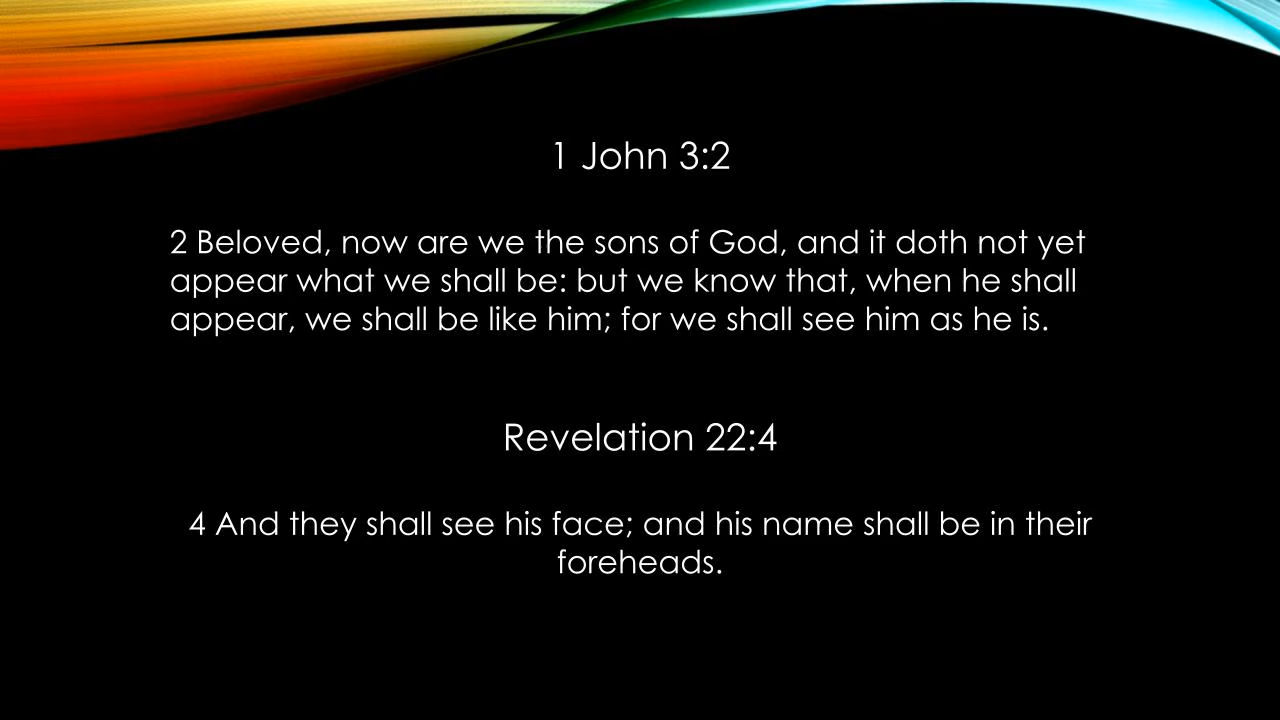 1 John 3:2
2 Beloved, now are we the sons of God, and it doth not yet
appear what we shall be: but we know that, when he shall
appear, we shall be like him; for we shall see him as he is.
Revelation 22:4
4 And they shall see his face; and his name shall be in their
foreheads.